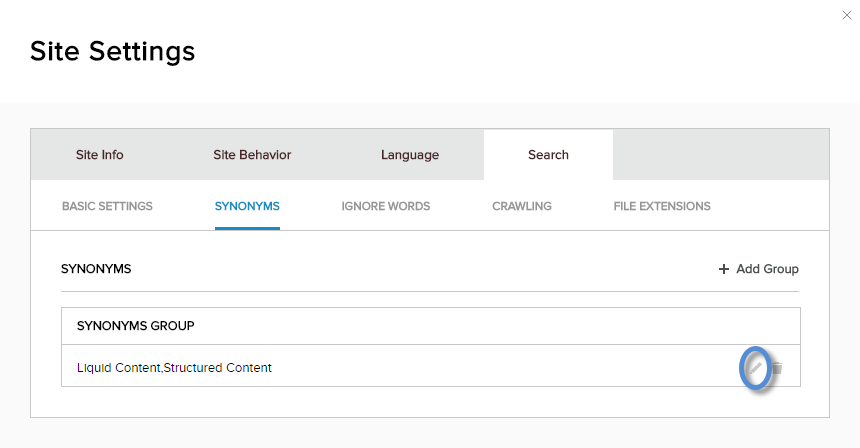 Site Settings
Site Info Site Behavior Language Search
BASIC SETTINGS SYNONYMS IGNORE WORDS CRAWLING FILE EXTENSIONS
SYNONYMS + Add Group
SYNONYMS GROUP
Liquid Content,Structured Content